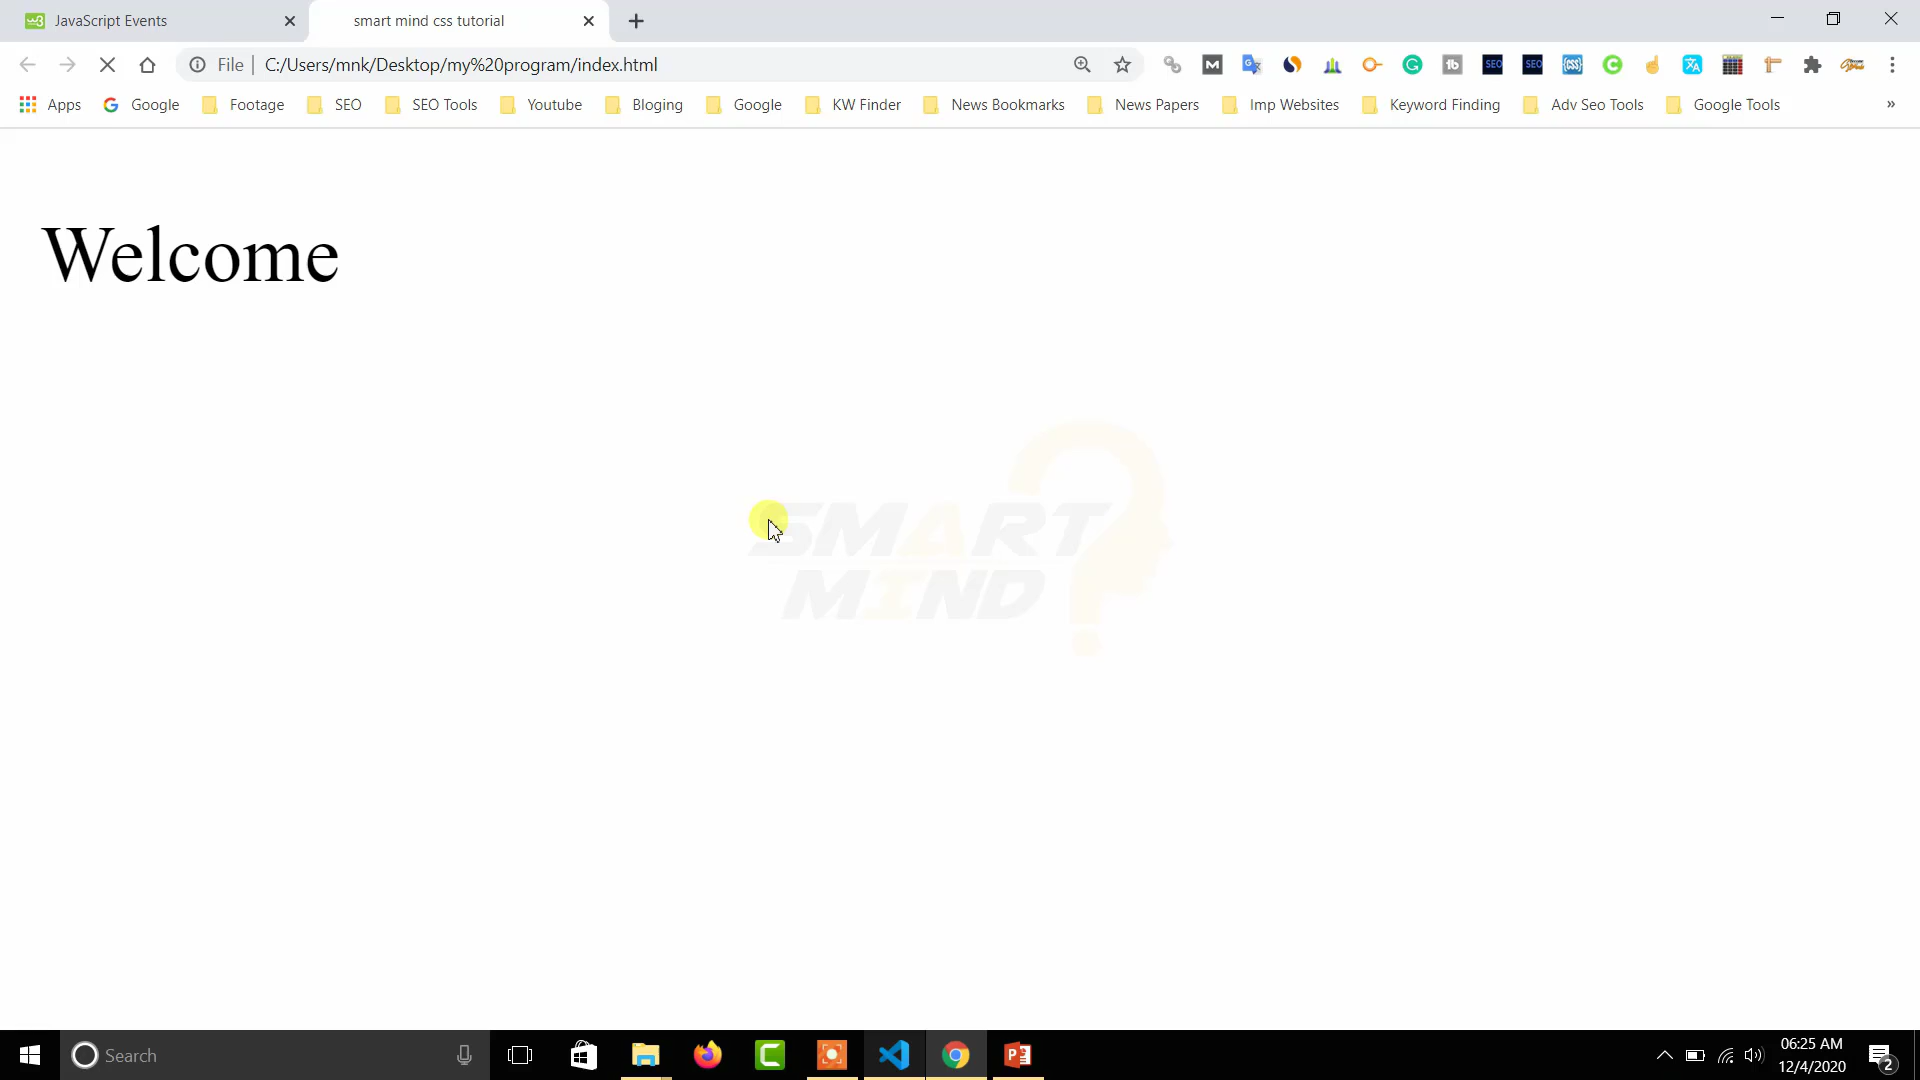 JavaScript Events
smart mind css tutorial
File
C:/Users/mnk/Desktop/my%20program/index.html
Apps
Google
Footage
SEO
SEO Tools
Youtube
Bloging
Google
KW Finder
News Bookmarks
News Papers
Imp Websites
Keyword Finding
Adv Seo Tools
Google Tools
»
Welcome
SMART
MIND
Search
06:25 AM
12/4/2020
2